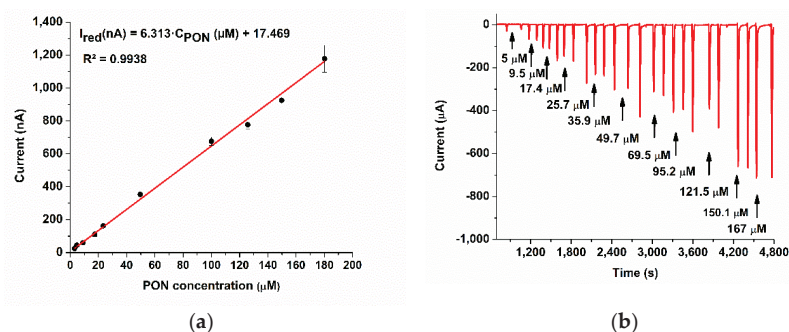 I_red(nA) = 6.313·C_PON (µM) + 17.469
R² = 0.9938
1,400
1,200
1,000
800
600
400
200
0
Current (nA)
0 20 40 60 80 100 120 140 160 180 200
PON concentration (µM)
(a)
0
-200
-400
-600
-800
-1,000
Current (µA)
5 µM
9.5 µM
17.4 µM
25.7 µM
35.9 µM
49.7 µM
69.5 µM
95.2 µM
121.5 µM
150.1 µM
167 µM
1,200 1,800 2,400 3,000 3,600 4,200 4,800
Time (s)
(b)